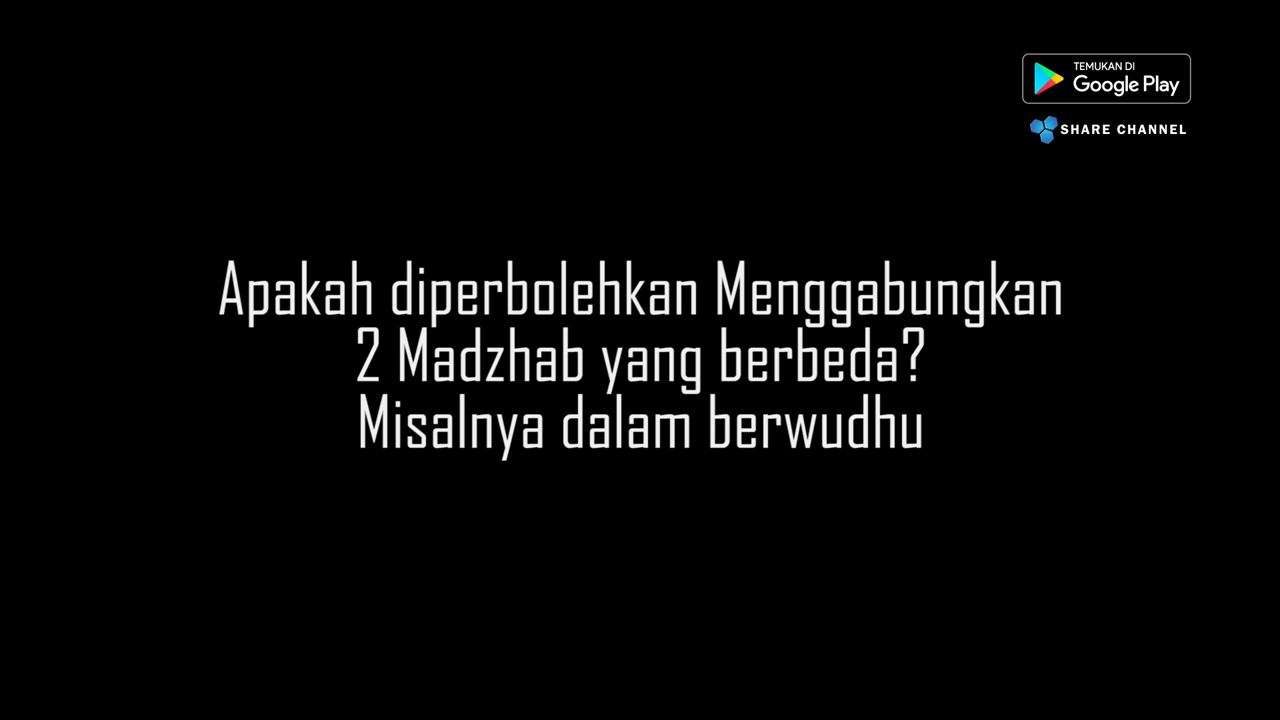 TEMUKAN DI
Google Play
SHARE CHANNEL
Apakah diperbolehkan Menggabungkan
2 Madzhab yang berbeda?
Misalnya dalam berwudhu